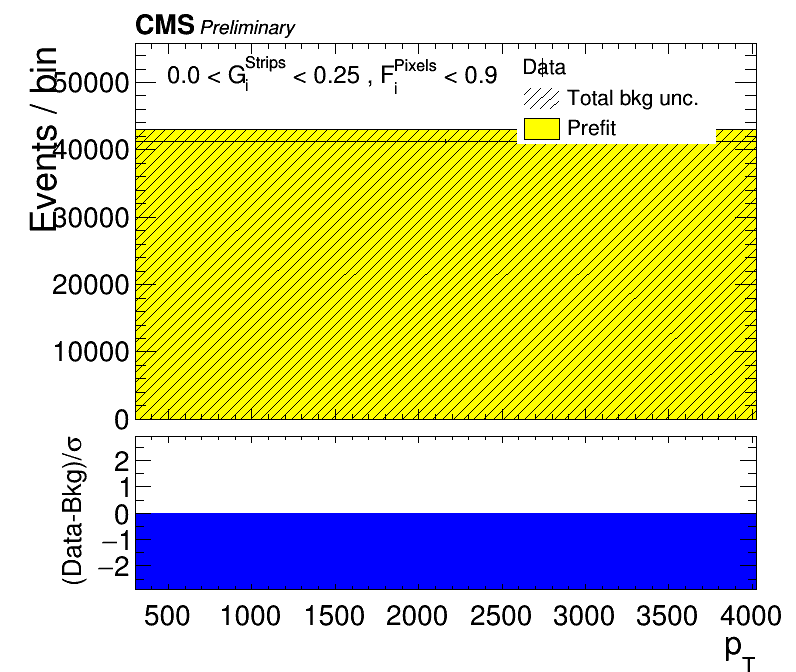 CMS Preliminary
0.0 < G_i^Strips < 0.25 , F_i^Pixels < 0.9
Data
Total bkg unc.
Prefit
Events / bin
50000
40000
30000
20000
10000
0
(Data-Bkg)/σ
2
1
0
−1
−2
500 1000 1500 2000 2500 3000 3500 4000
p_T